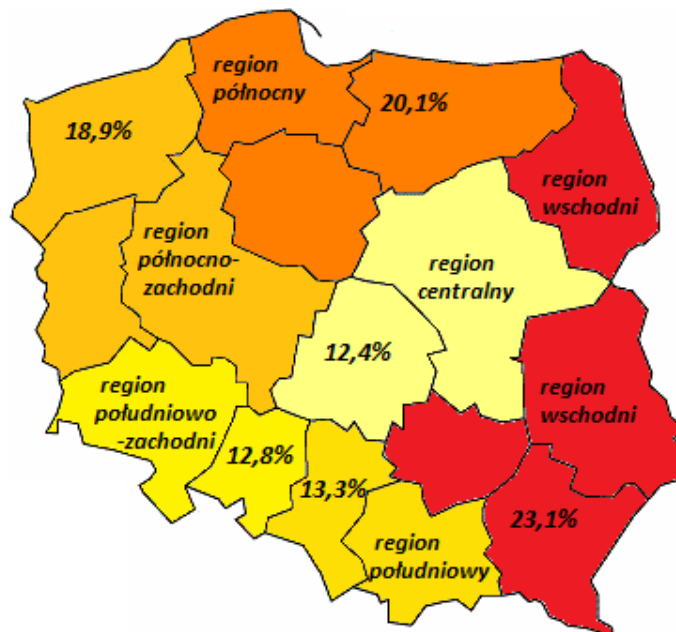 region
północny
20,1%
18,9%
region
wschodni
region
północno-
zachodni
region
centralny
12,4%
region
wschodni
region
południowo
-zachodni
12,8%
13,3%
23,1%
region
południowy